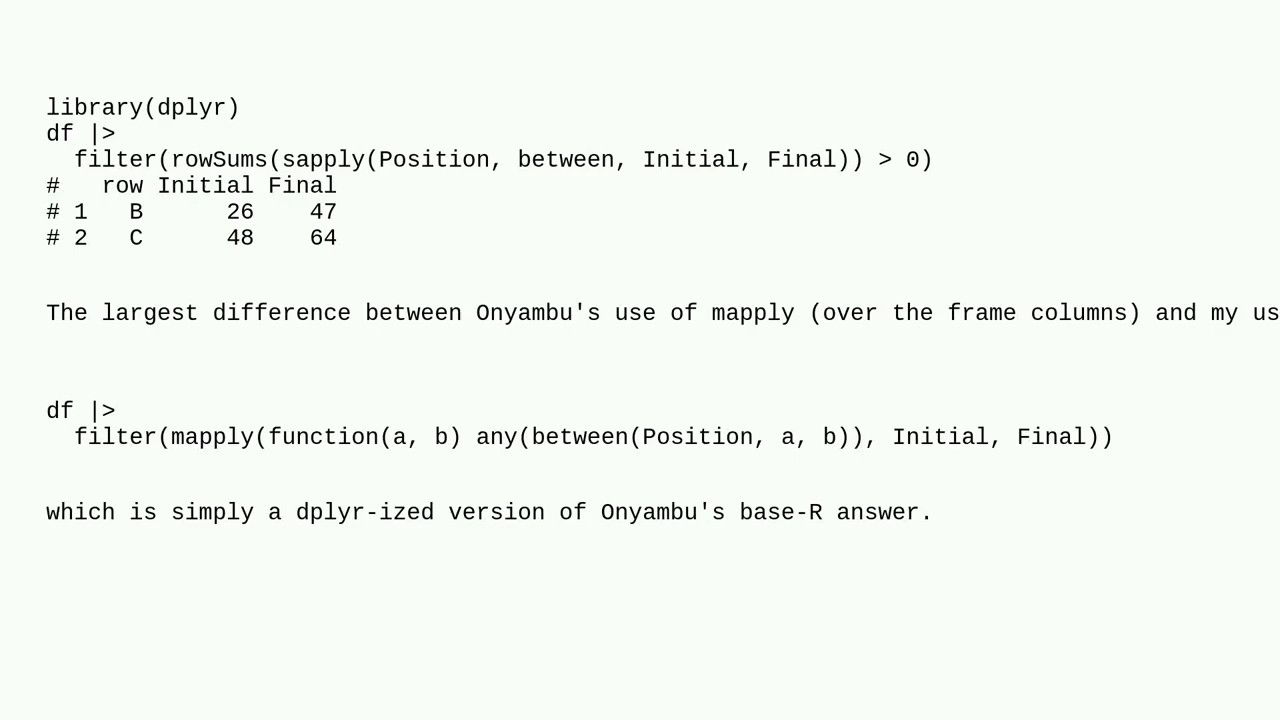 library(dplyr)
df |>
  filter(rowSums(sapply(Position, between, Initial, Final)) > 0)
#   row Initial Final
# 1   B      26    47
# 2   C      48    64
The largest difference between Onyambu's use of mapply (over the frame columns) and my us
df |>
  filter(mapply(function(a, b) any(between(Position, a, b)), Initial, Final))
which is simply a dplyr-ized version of Onyambu's base-R answer.